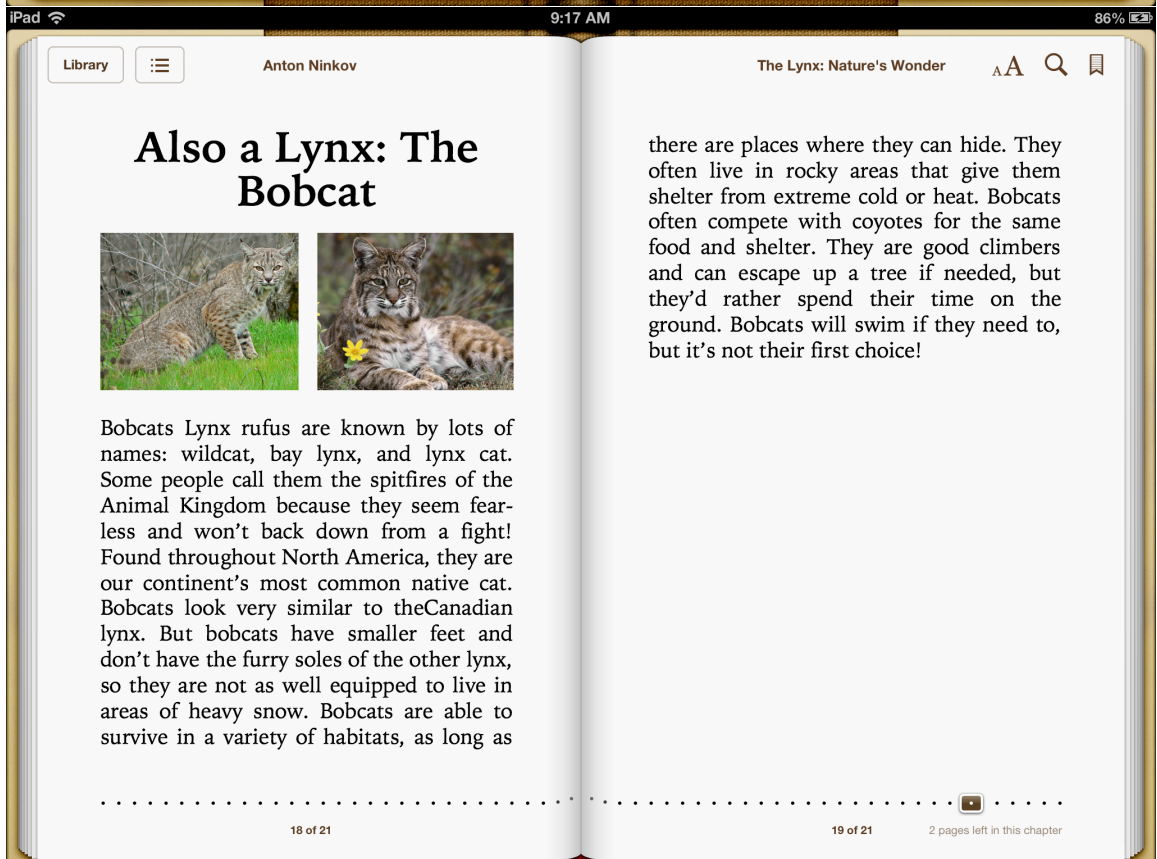 iPad 9:17 AM 86%
Library Anton Ninkov The Lynx: Nature's Wonder AA
Also a Lynx: The
Bobcat
Bobcats Lynx rufus are known by lots of
names: wildcat, bay lynx, and lynx cat.
Some people call them the spitfires of the
Animal Kingdom because they seem fear-
less and won’t back down from a fight!
Found throughout North America, they are
our continent’s most common native cat.
Bobcats look very similar to theCanadian
lynx. But bobcats have smaller feet and
don’t have the furry soles of the other lynx,
so they are not as well equipped to live in
areas of heavy snow. Bobcats are able to
survive in a variety of habitats, as long as
there are places where they can hide. They
often live in rocky areas that give them
shelter from extreme cold or heat. Bobcats
often compete with coyotes for the same
food and shelter. They are good climbers
and can escape up a tree if needed, but
they’d rather spend their time on the
ground. Bobcats will swim if they need to,
but it’s not their first choice!
18 of 21
19 of 21 2 pages left in this chapter